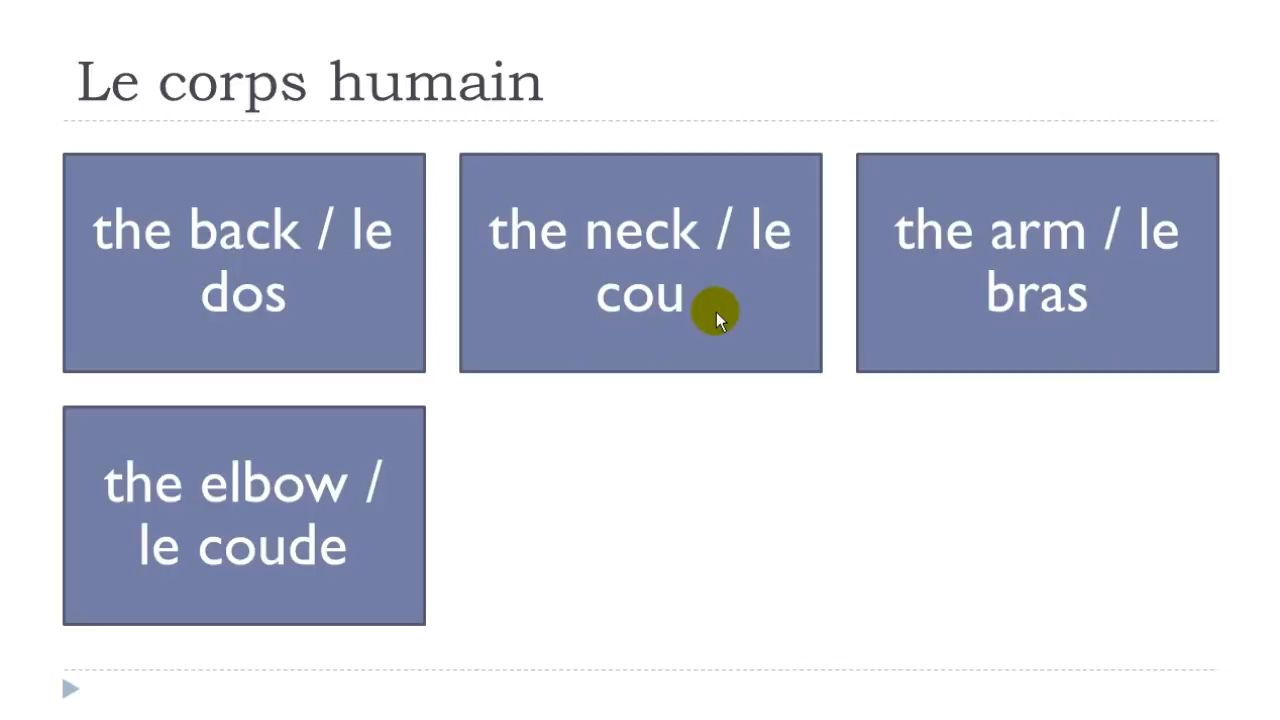 Le corps humain
the back / le
dos
the neck / le
cou
the arm / le
bras
the elbow /
le coude